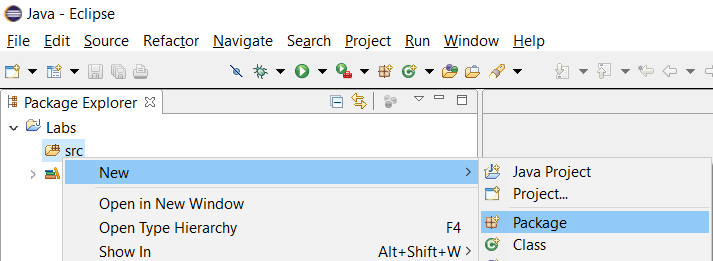 Java - Eclipse
File Edit Source Refactor Navigate Search Project Run Window Help
Package Explorer
Labs
src
New
Java Project
Project...
Open in New Window
Package
Open Type Hierarchy F4
Class
Show In Alt+Shift+W